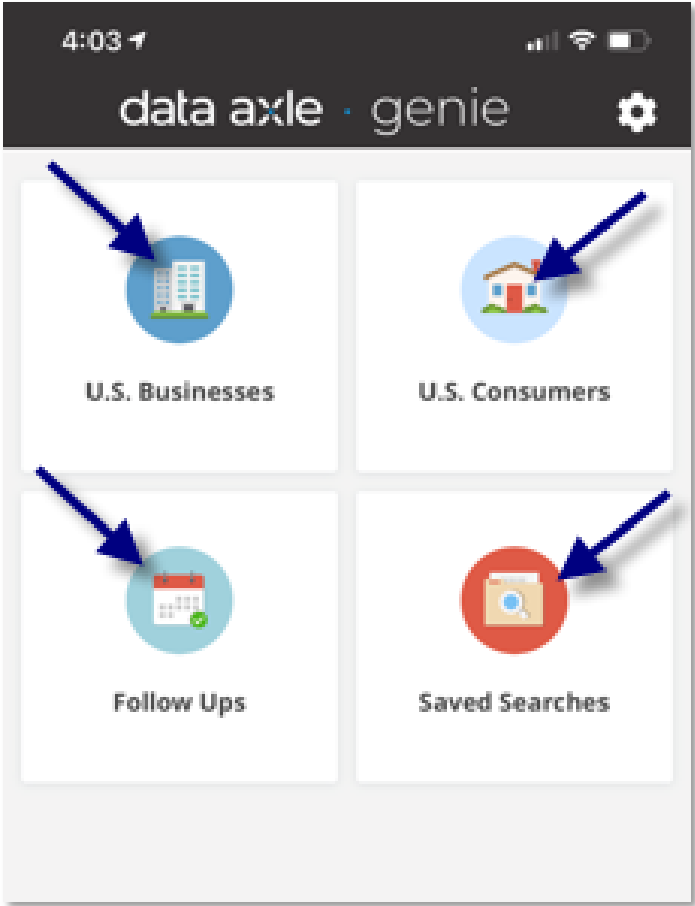 4:03
data axle · genie
U.S. Businesses
U.S. Consumers
Follow Ups
Saved Searches